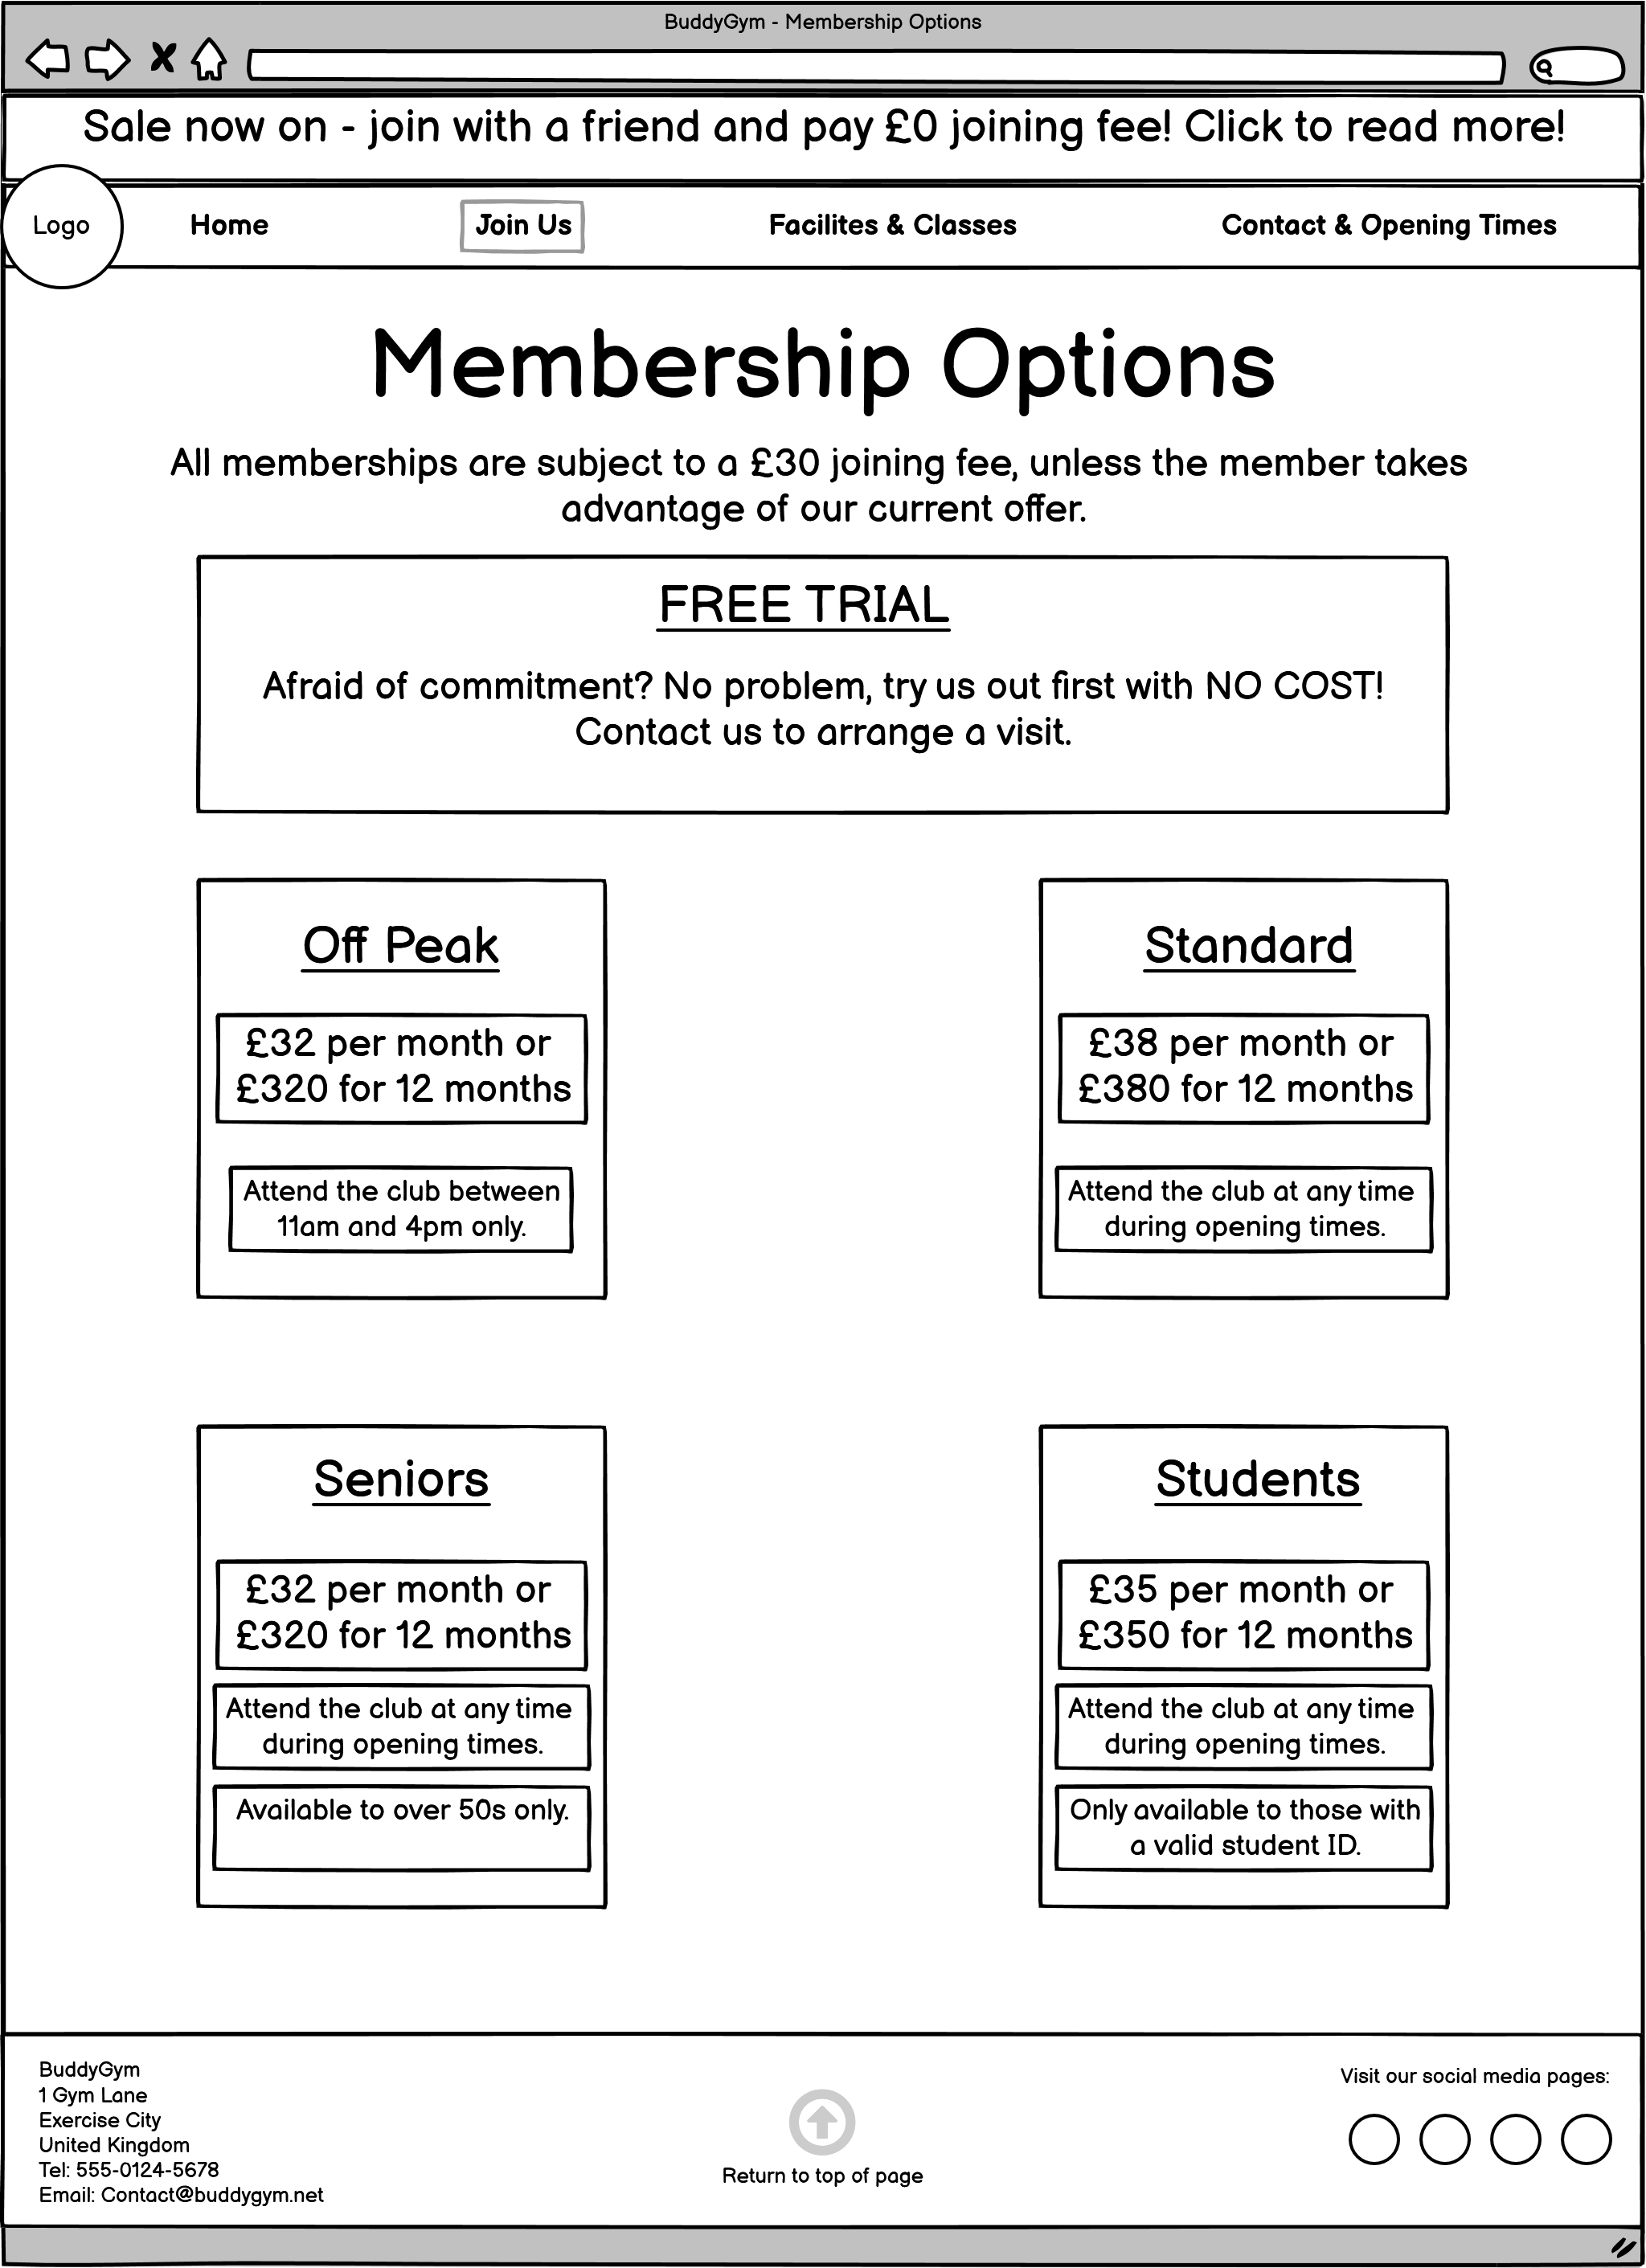 BuddyGym - Membership Options
Sale now on - join with a friend and pay £0 joining fee! Click to read more!
Logo
Home
Join Us
Facilites & Classes
Contact & Opening Times
Membership Options
All memberships are subject to a £30 joining fee, unless the member takes
advantage of our current offer.
FREE TRIAL
Afraid of commitment? No problem, try us out first with NO COST!
Contact us to arrange a visit.
Off Peak
£32 per month or
£320 for 12 months
Attend the club between
11am and 4pm only.
Standard
£38 per month or
£380 for 12 months
Attend the club at any time
during opening times.
Seniors
£32 per month or
£320 for 12 months
Attend the club at any time
during opening times.
Available to over 50s only.
Students
£35 per month or
£350 for 12 months
Attend the club at any time
during opening times.
Only available to those with
a valid student ID.
BuddyGym
1 Gym Lane
Exercise City
United Kingdom
Tel: 555-0124-5678
Email: Contact@buddygym.net
Return to top of page
Visit our social media pages: